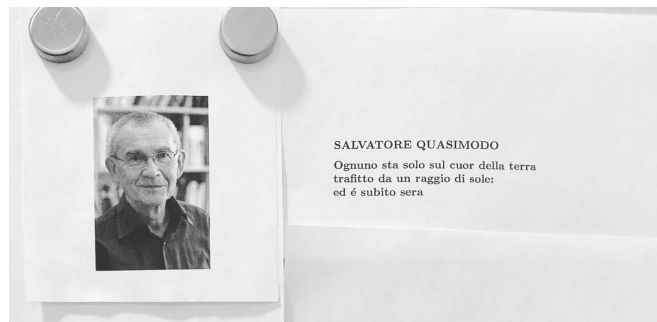 SALVATORE QUASIMODO
Ognuno sta solo sul cuor della terra
trafitto da un raggio di sole:
ed é subito sera